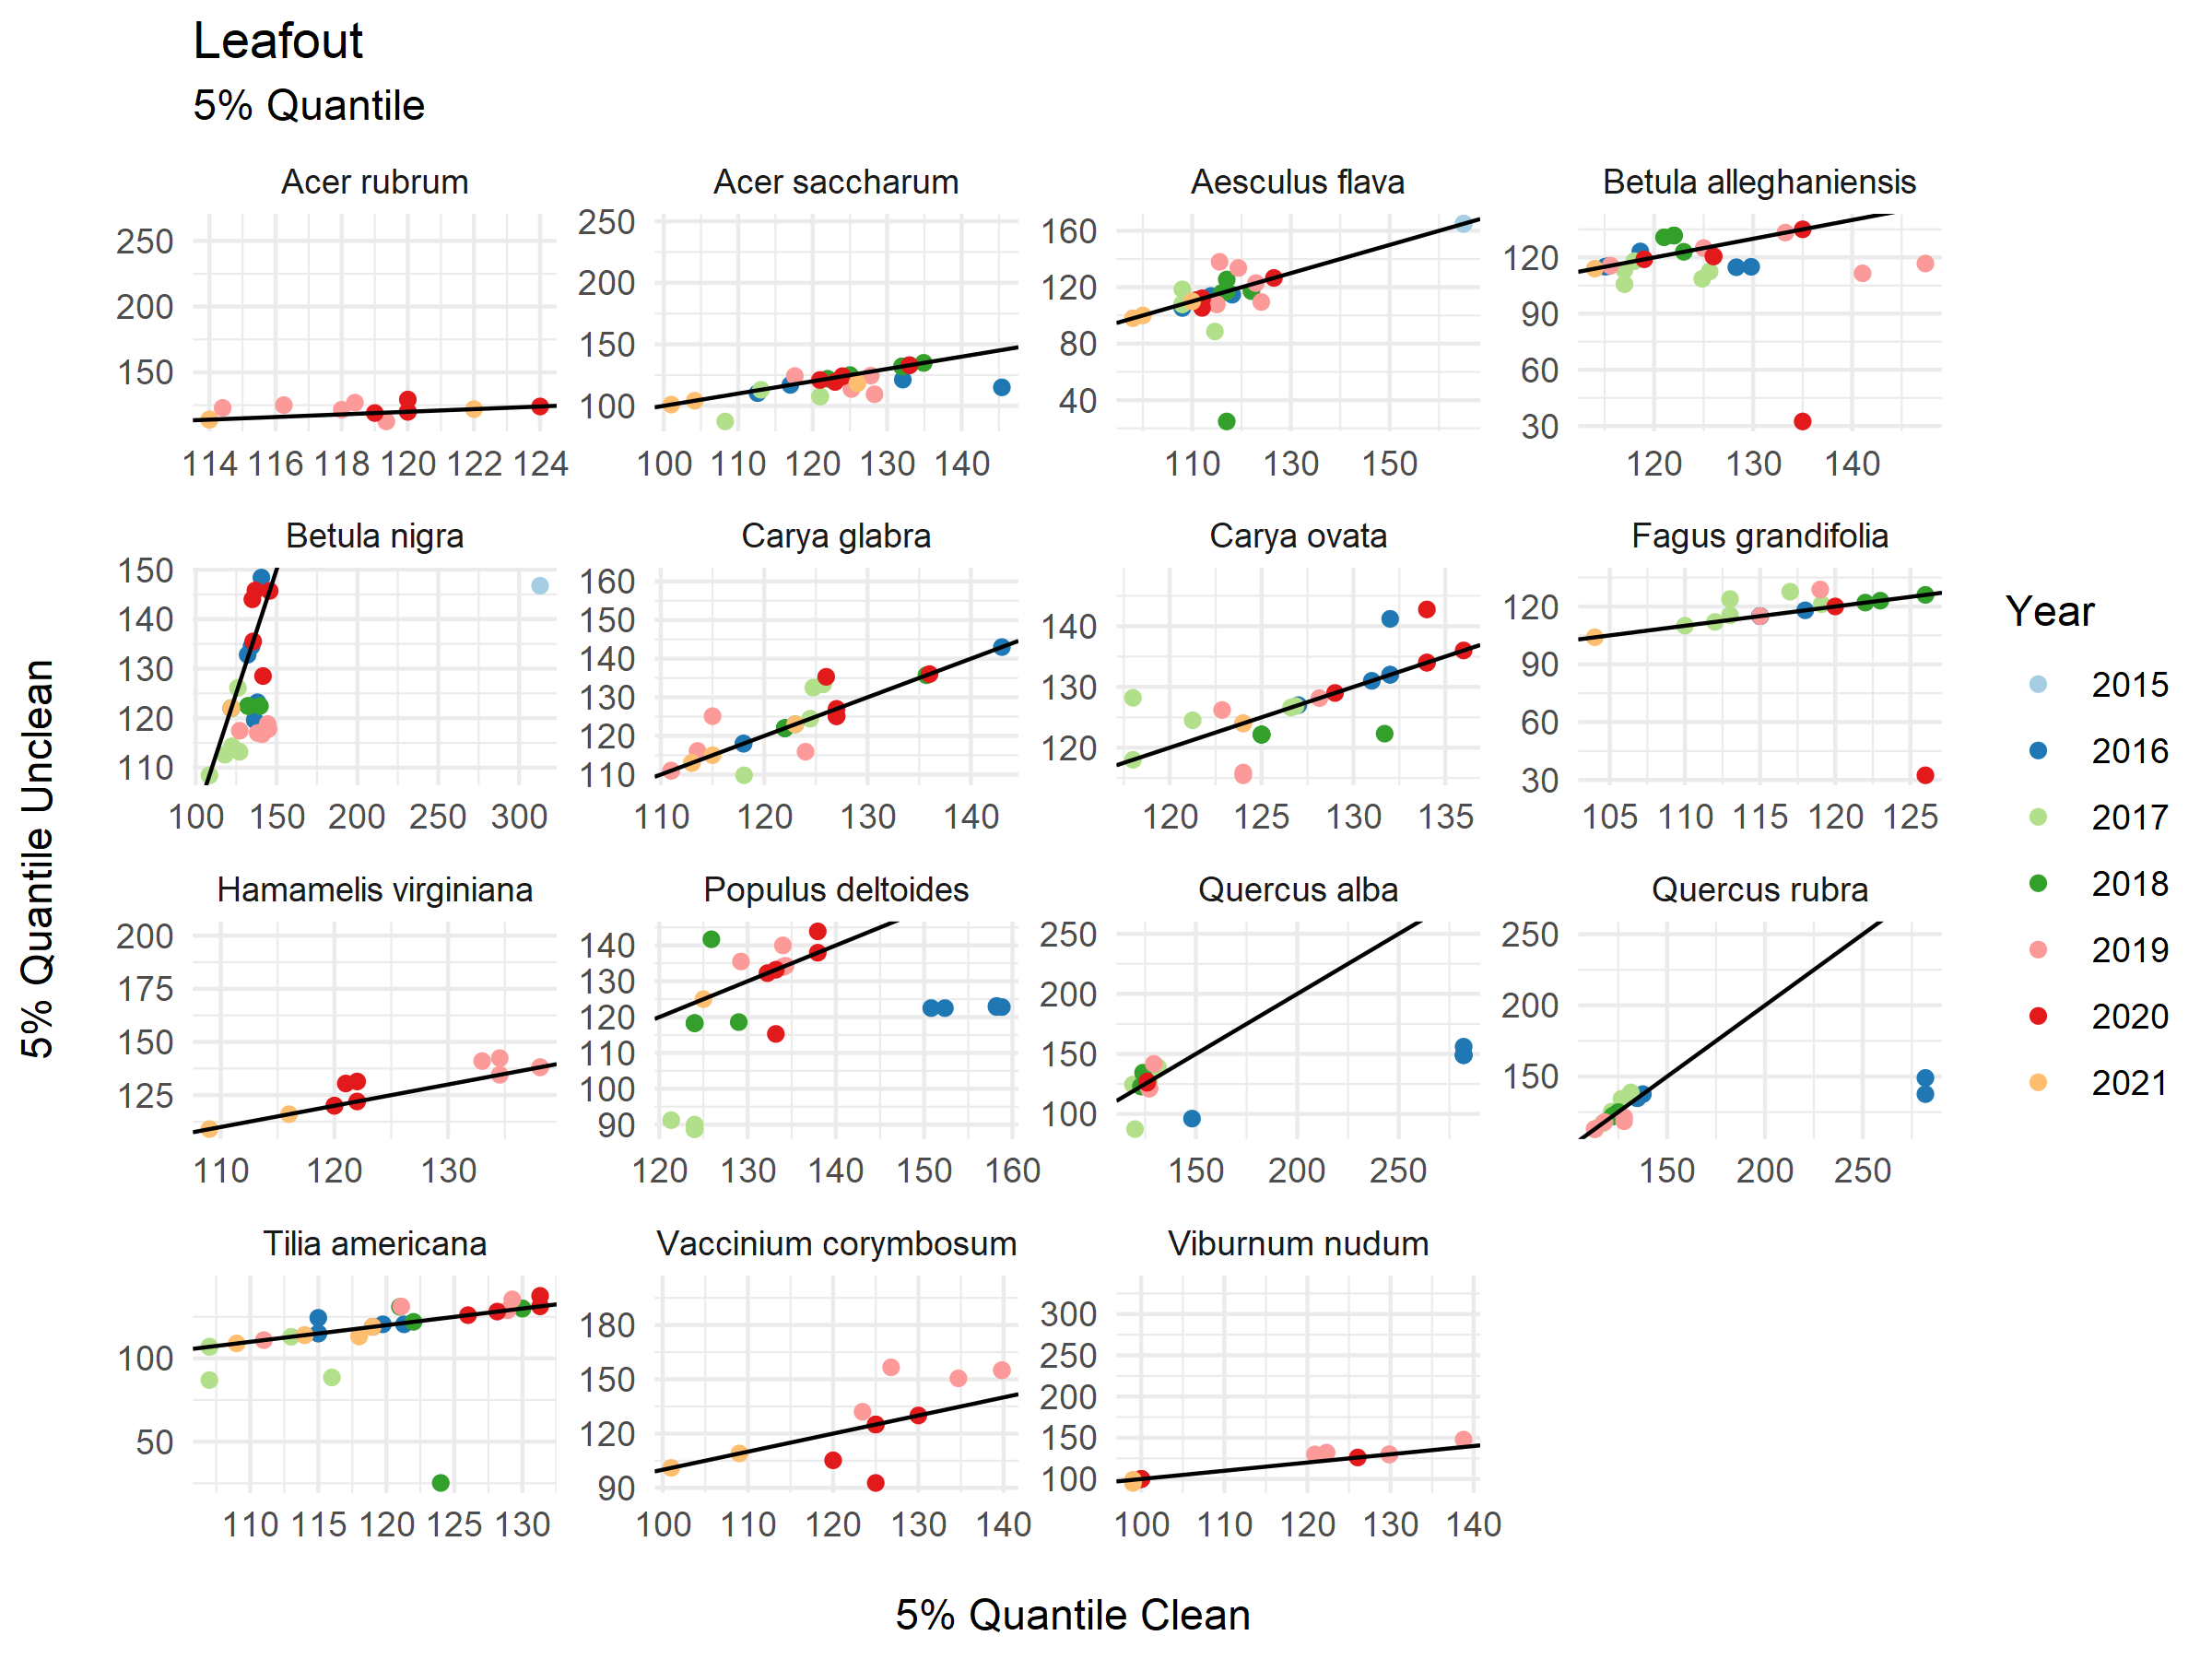 Leafout
5% Quantile
Acer rubrum
Acer saccharum
Aesculus flava
Betula alleghaniensis
250
200
150
114 116 118 120 122 124
250
200
150
100
100 110 120 130 140
160
120
80
40
110 130 150
120
90
60
30
120 130 140
Betula nigra
Carya glabra
Carya ovata
Fagus grandifolia
150
140
130
120
110
100 150 200 250 300
160
150
140
130
120
110
110 120 130 140
140
130
120
120 125 130 135
120
90
60
30
105 110 115 120 125
Hamamelis virginiana
Populus deltoides
Quercus alba
Quercus rubra
200
175
150
125
110 120 130
140
130
120
110
100
90
120 130 140 150 160
250
200
150
100
150 200 250
250
200
150
150 200 250
Tilia americana
Vaccinium corymbosum
Viburnum nudum
100
50
110 115 120 125 130
180
150
120
90
100 110 120 130 140
300
250
200
150
100
100 110 120 130 140
5% Quantile Unclean
5% Quantile Clean
Year
2015
2016
2017
2018
2019
2020
2021